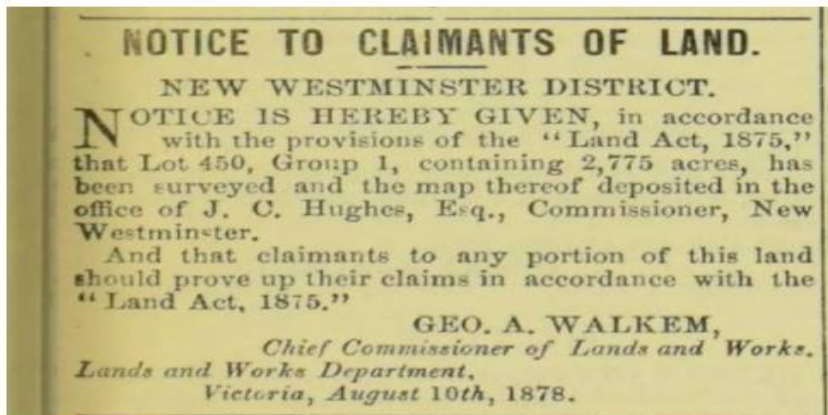 NOTICE TO CLAIMANTS OF LAND.
NEW WESTMINSTER DISTRICT.
NOTICE IS HEREBY GIVEN, in accordance
with the provisions of the "Land Act, 1875,"
that Lot 450, Group 1, containing 2,775 acres, has
been surveyed and the map thereof deposited in the
office of J. C. Hughes, Esq., Commissioner, New
Westminster.
And that claimants to any portion of this land
should prove up their claims in accordance with the
"Land Act, 1875."
GEO. A. WALKEM,
Chief Commissioner of Lands and Works.
Lands and Works Department,
Victoria, August 10th, 1878.